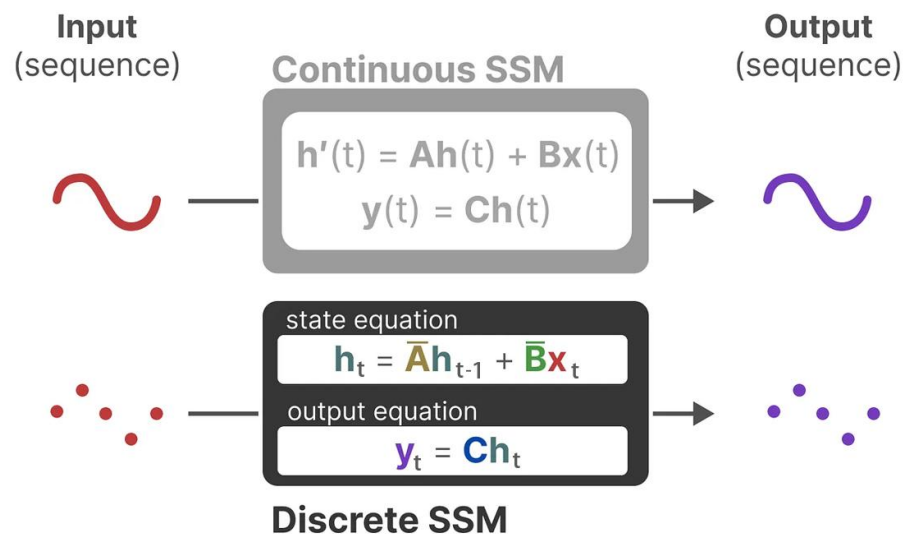 Input
(sequence)
Output
(sequence)
Continuous SSM
h′(t) = Ah(t) + Bx(t)
y(t) = Ch(t)
state equation
hₜ = A̅hₜ₋₁ + B̅xₜ
output equation
yₜ = Chₜ
Discrete SSM